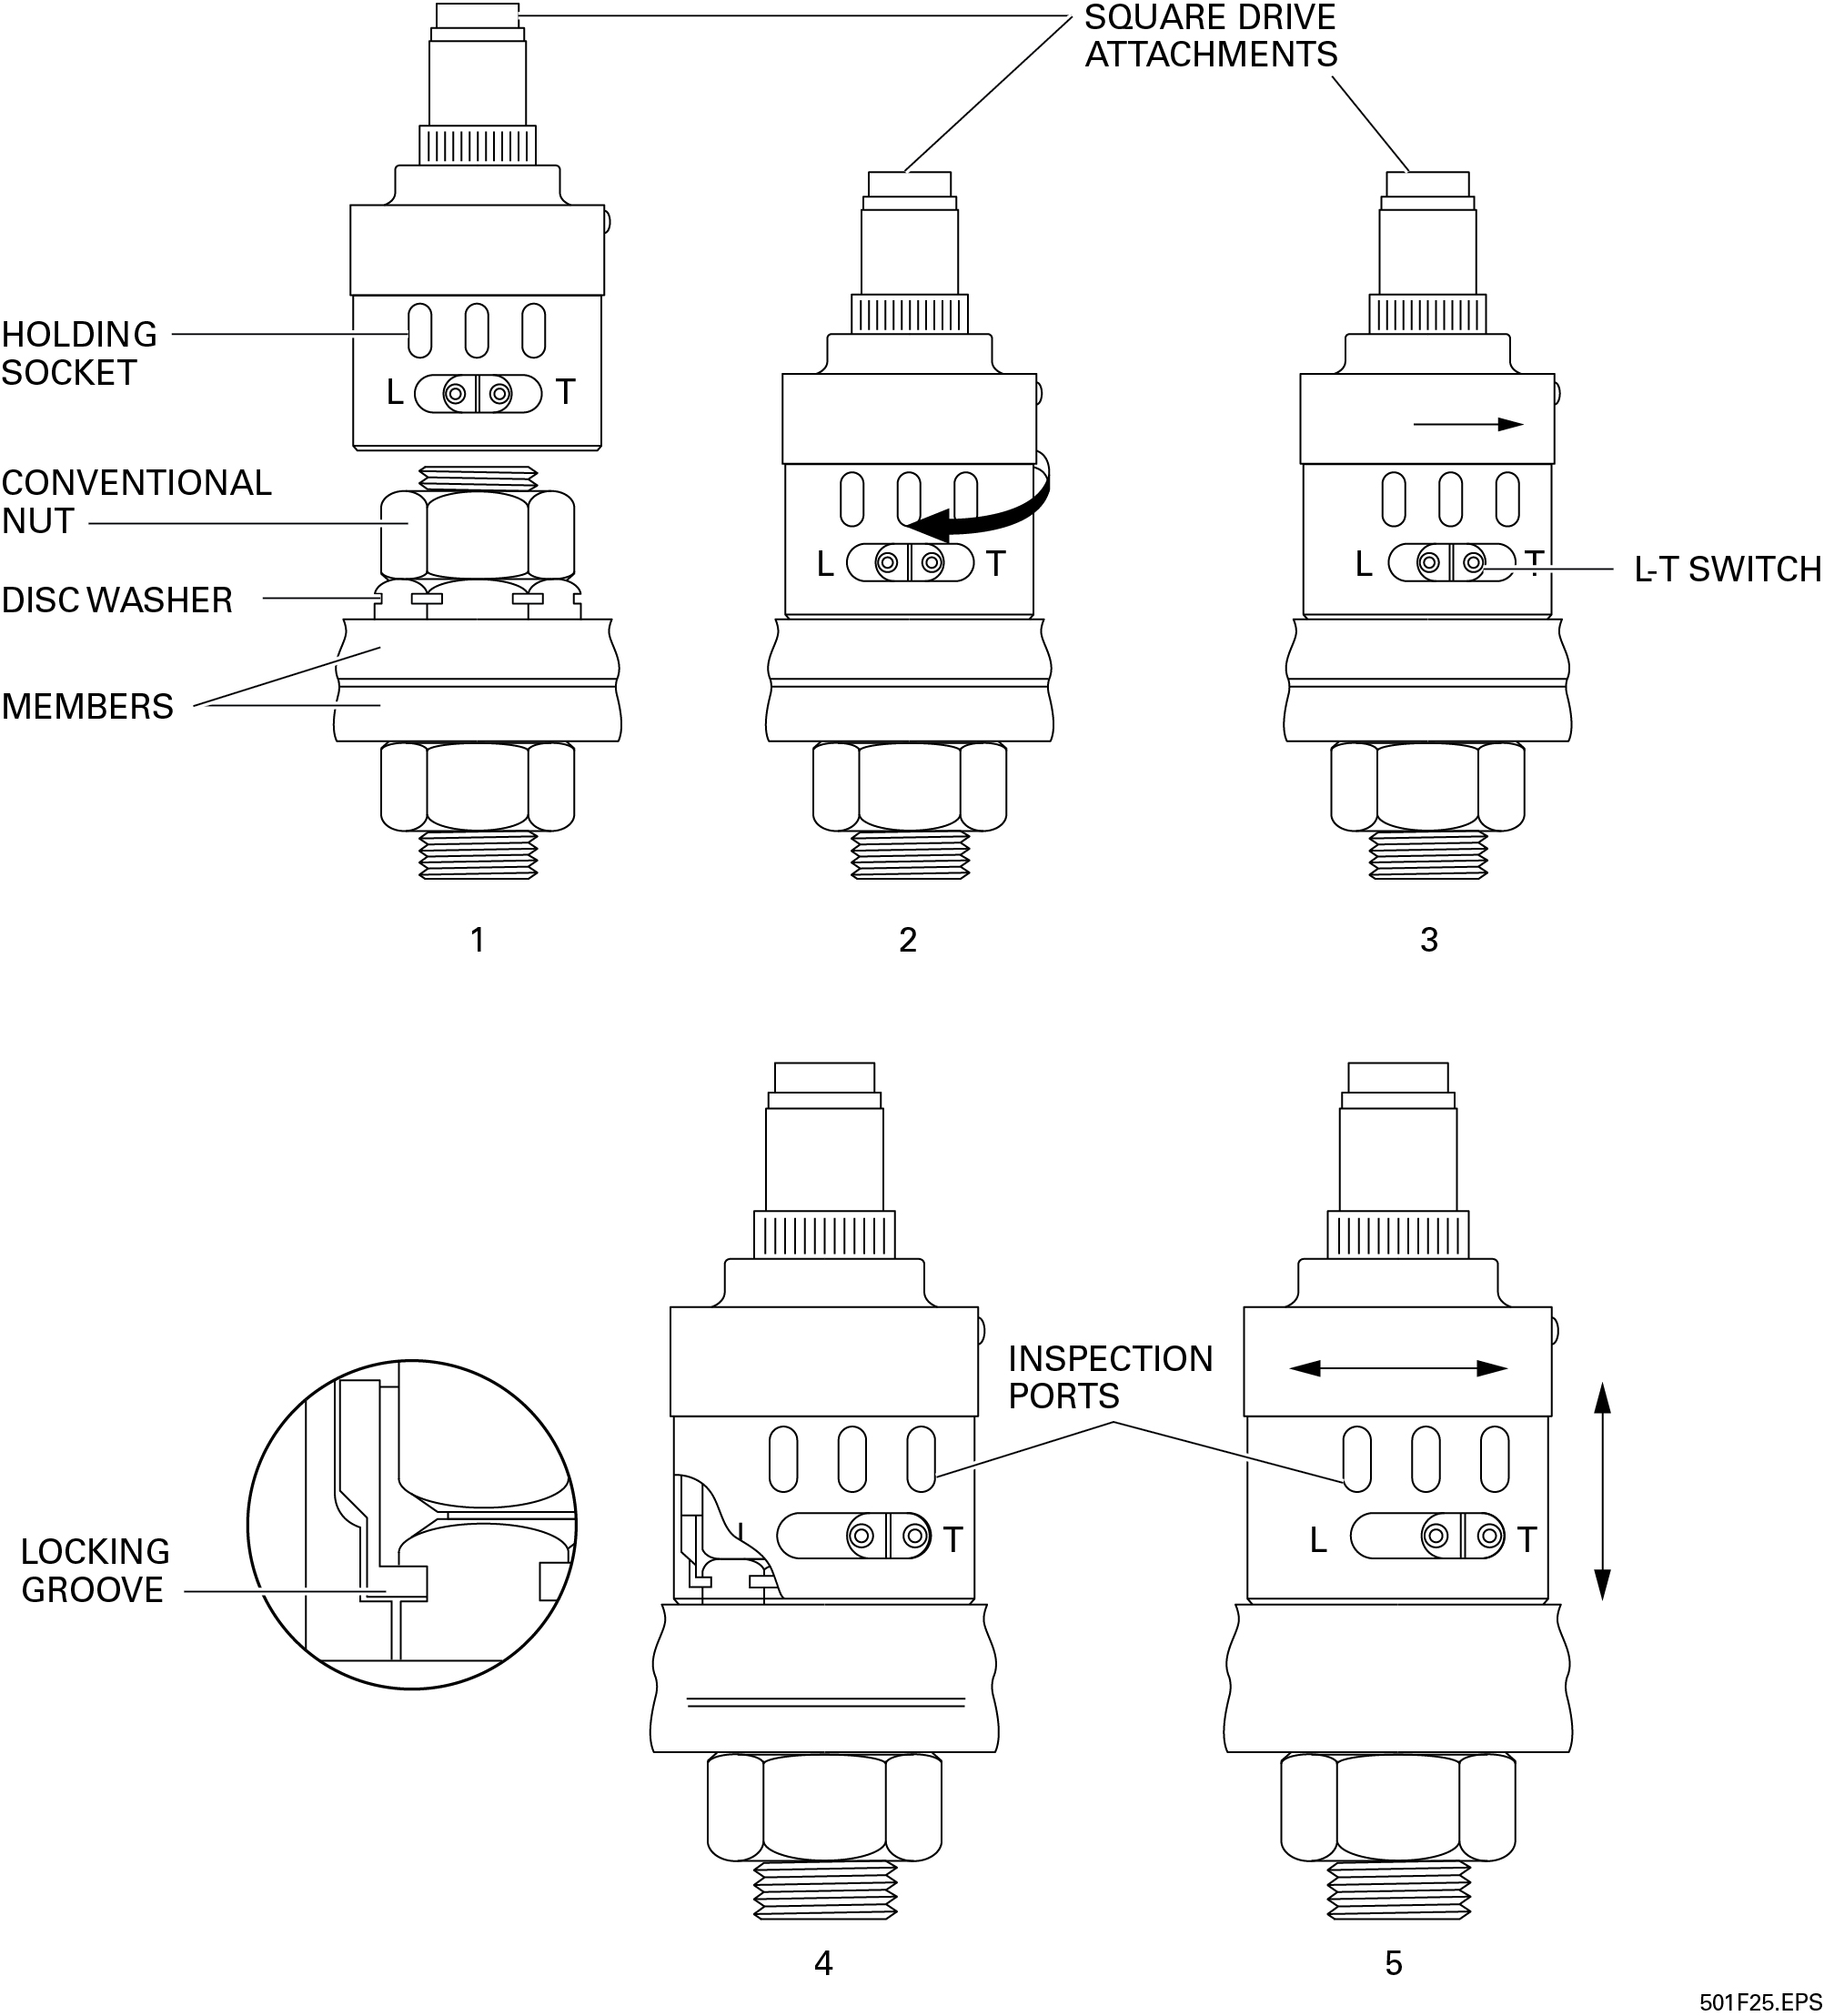 SQUARE DRIVE
ATTACHMENTS
HOLDING
SOCKET
L T
CONVENTIONAL
NUT
DISC WASHER
MEMBERS
L T
L T
L-T SWITCH
1 2 3
INSPECTION
PORTS
L T
L T
LOCKING
GROOVE
4 5
501F25.EPS